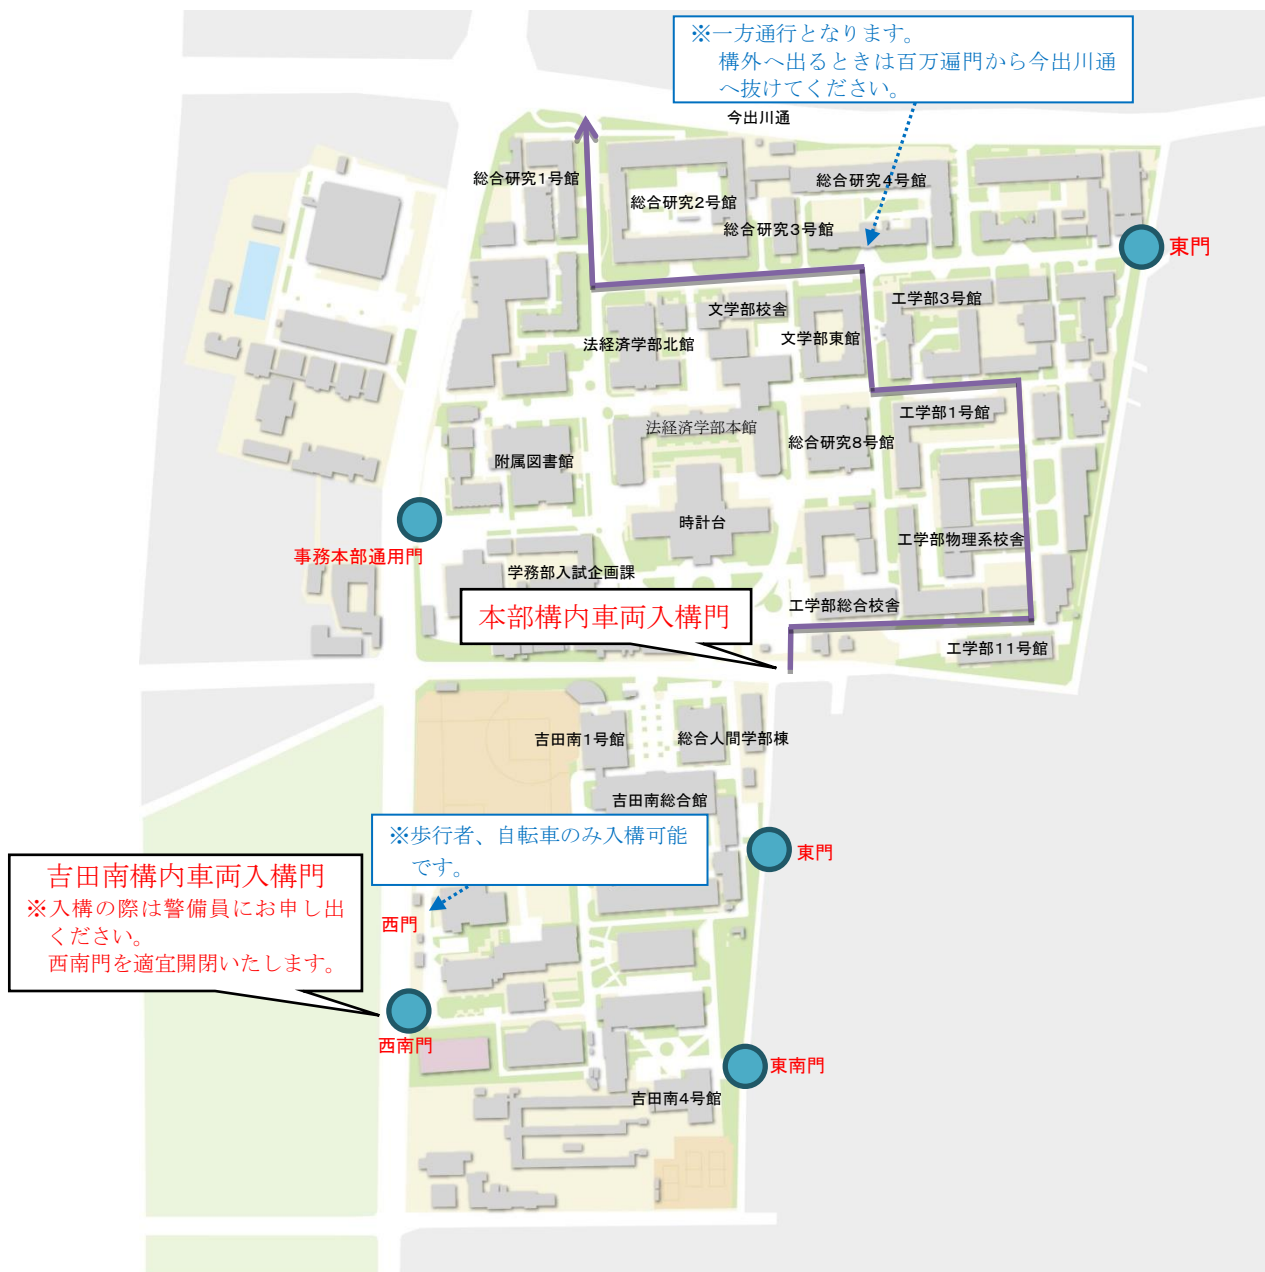 ※一方通行となります。
構外へ出るときは百万遍門から今出川通
へ抜けてください。
今出川通
総合研究1号館
総合研究2号館
総合研究4号館
総合研究3号館
東門
文学部校舎
工学部3号館
法経済学部北館
文学部東館
工学部1号館
法経済学部本館
総合研究8号館
附属図書館
時計台
工学部物理系校舎
事務本部通用門
学務部入試企画課
本部構内車両入構門
工学部総合校舎
工学部11号館
吉田南1号館
総合人間学部棟
吉田南総合館
※歩行者、自転車のみ入構可能
です。
東門
吉田南構内車両入構門
※入構の際は警備員にお申し出
ください。
西南門を適宜開閉いたします。
西門
西南門
東南門
吉田南4号館